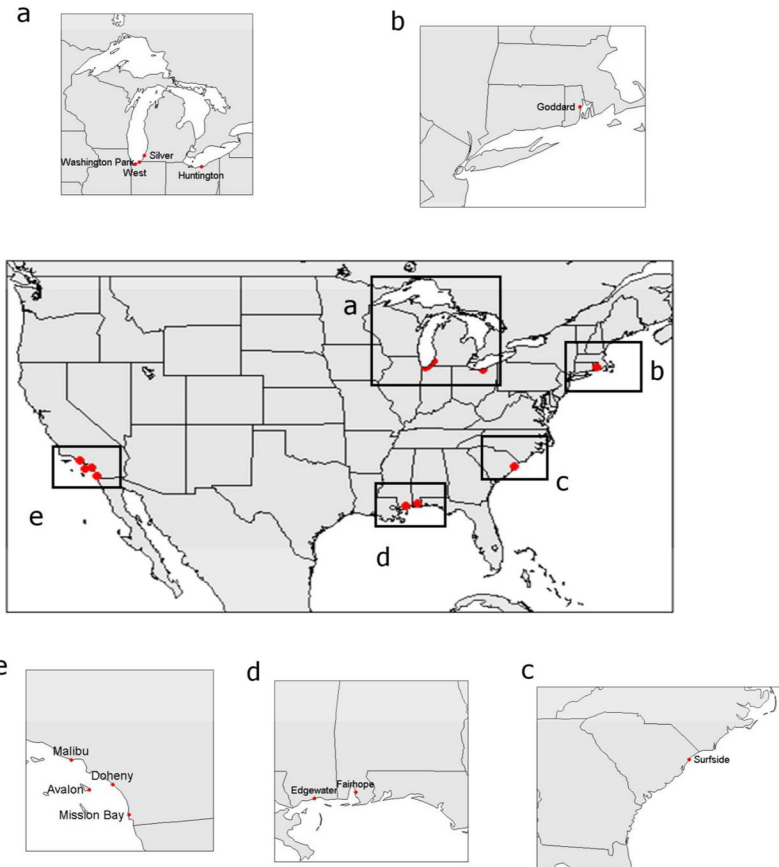 a
b
Goddard
Washington Park
Silver
West
Huntington
a
b
c
d
e
e
d
c
Malibu
Doheny
Avalon
Mission Bay
Edgewater
Fairhope
Surfside